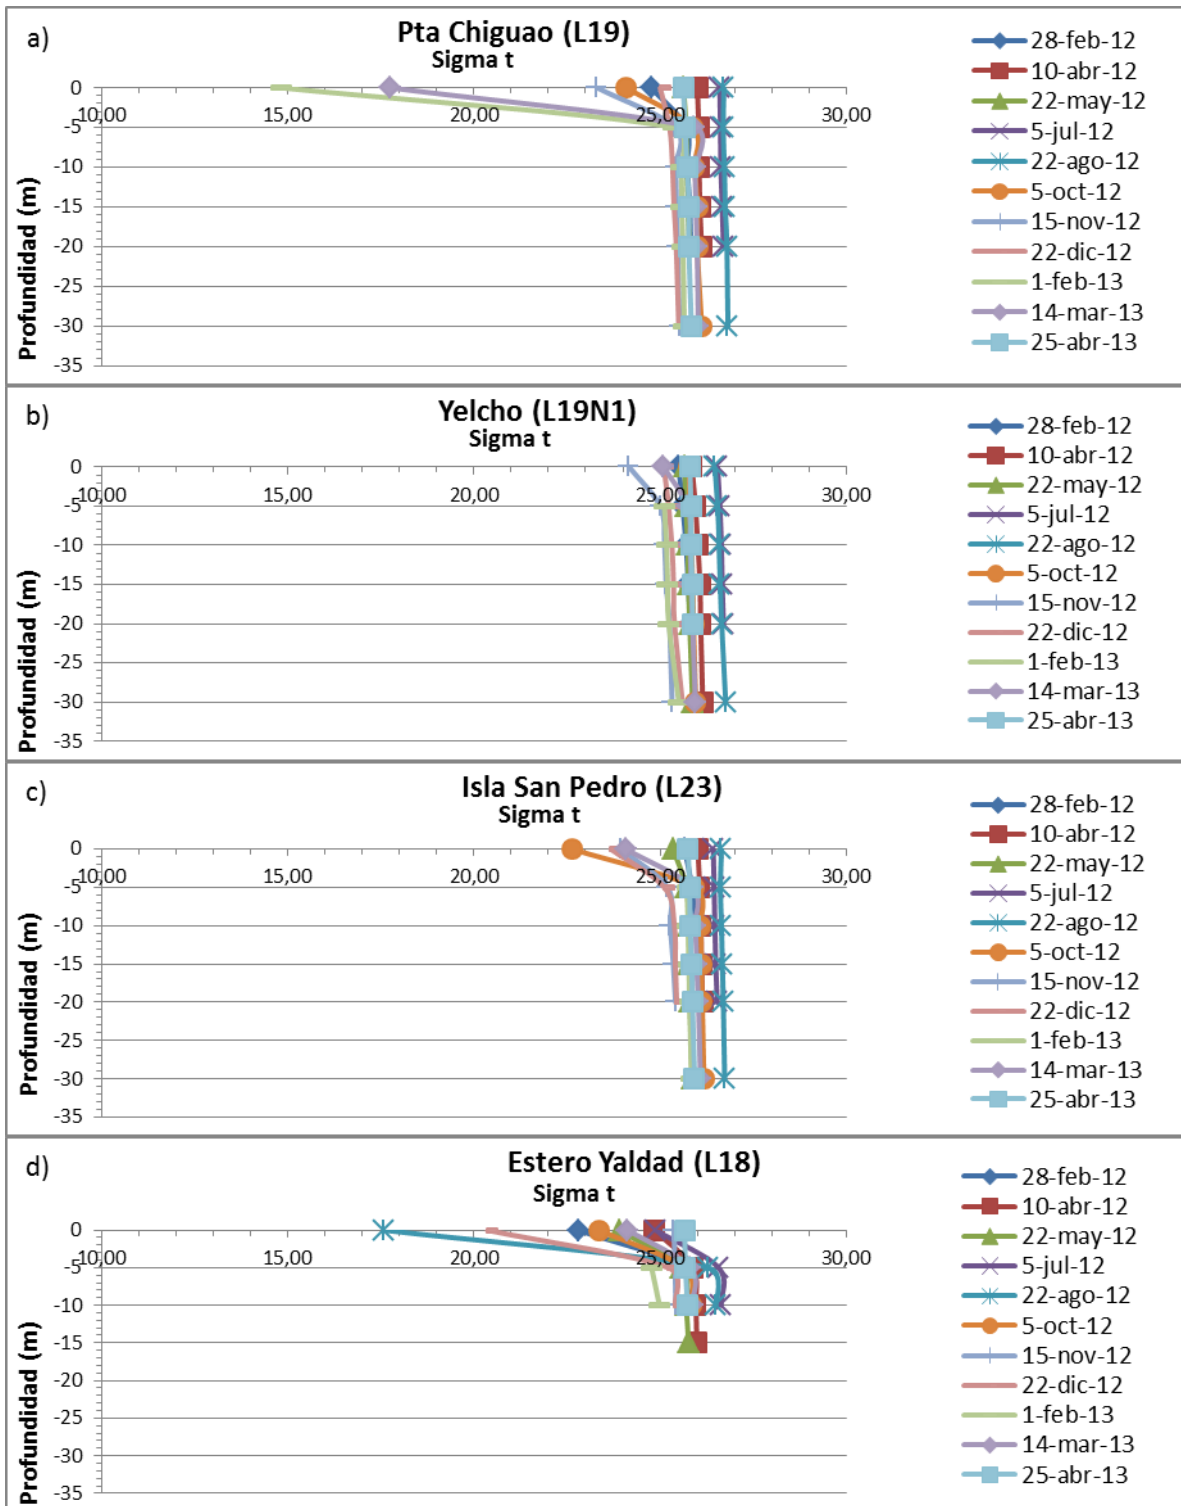 a)
Pta Chiguao (L19)
Sigma t
10,00 15,00 20,00 25,00 30,00
0
-5
-10
-15
-20
-25
-30
-35
Profundidad (m)
28-feb-12
10-abr-12
22-may-12
5-jul-12
22-ago-12
5-oct-12
15-nov-12
22-dic-12
1-feb-13
14-mar-13
25-abr-13
b)
Yelcho (L19N1)
Sigma t
10,00 15,00 20,00 25,00 30,00
0
-5
-10
-15
-20
-25
-30
-35
Profundidad (m)
28-feb-12
10-abr-12
22-may-12
5-jul-12
22-ago-12
5-oct-12
15-nov-12
22-dic-12
1-feb-13
14-mar-13
25-abr-13
c)
Isla San Pedro (L23)
Sigma t
10,00 15,00 20,00 25,00 30,00
0
-5
-10
-15
-20
-25
-30
-35
Profundidad (m)
28-feb-12
10-abr-12
22-may-12
5-jul-12
22-ago-12
5-oct-12
15-nov-12
22-dic-12
1-feb-13
14-mar-13
25-abr-13
d)
Estero Yaldad (L18)
Sigma t
10,00 15,00 20,00 25,00 30,00
0
-5
-10
-15
-20
-25
-30
-35
Profundidad (m)
28-feb-12
10-abr-12
22-may-12
5-jul-12
22-ago-12
5-oct-12
15-nov-12
22-dic-12
1-feb-13
14-mar-13
25-abr-13